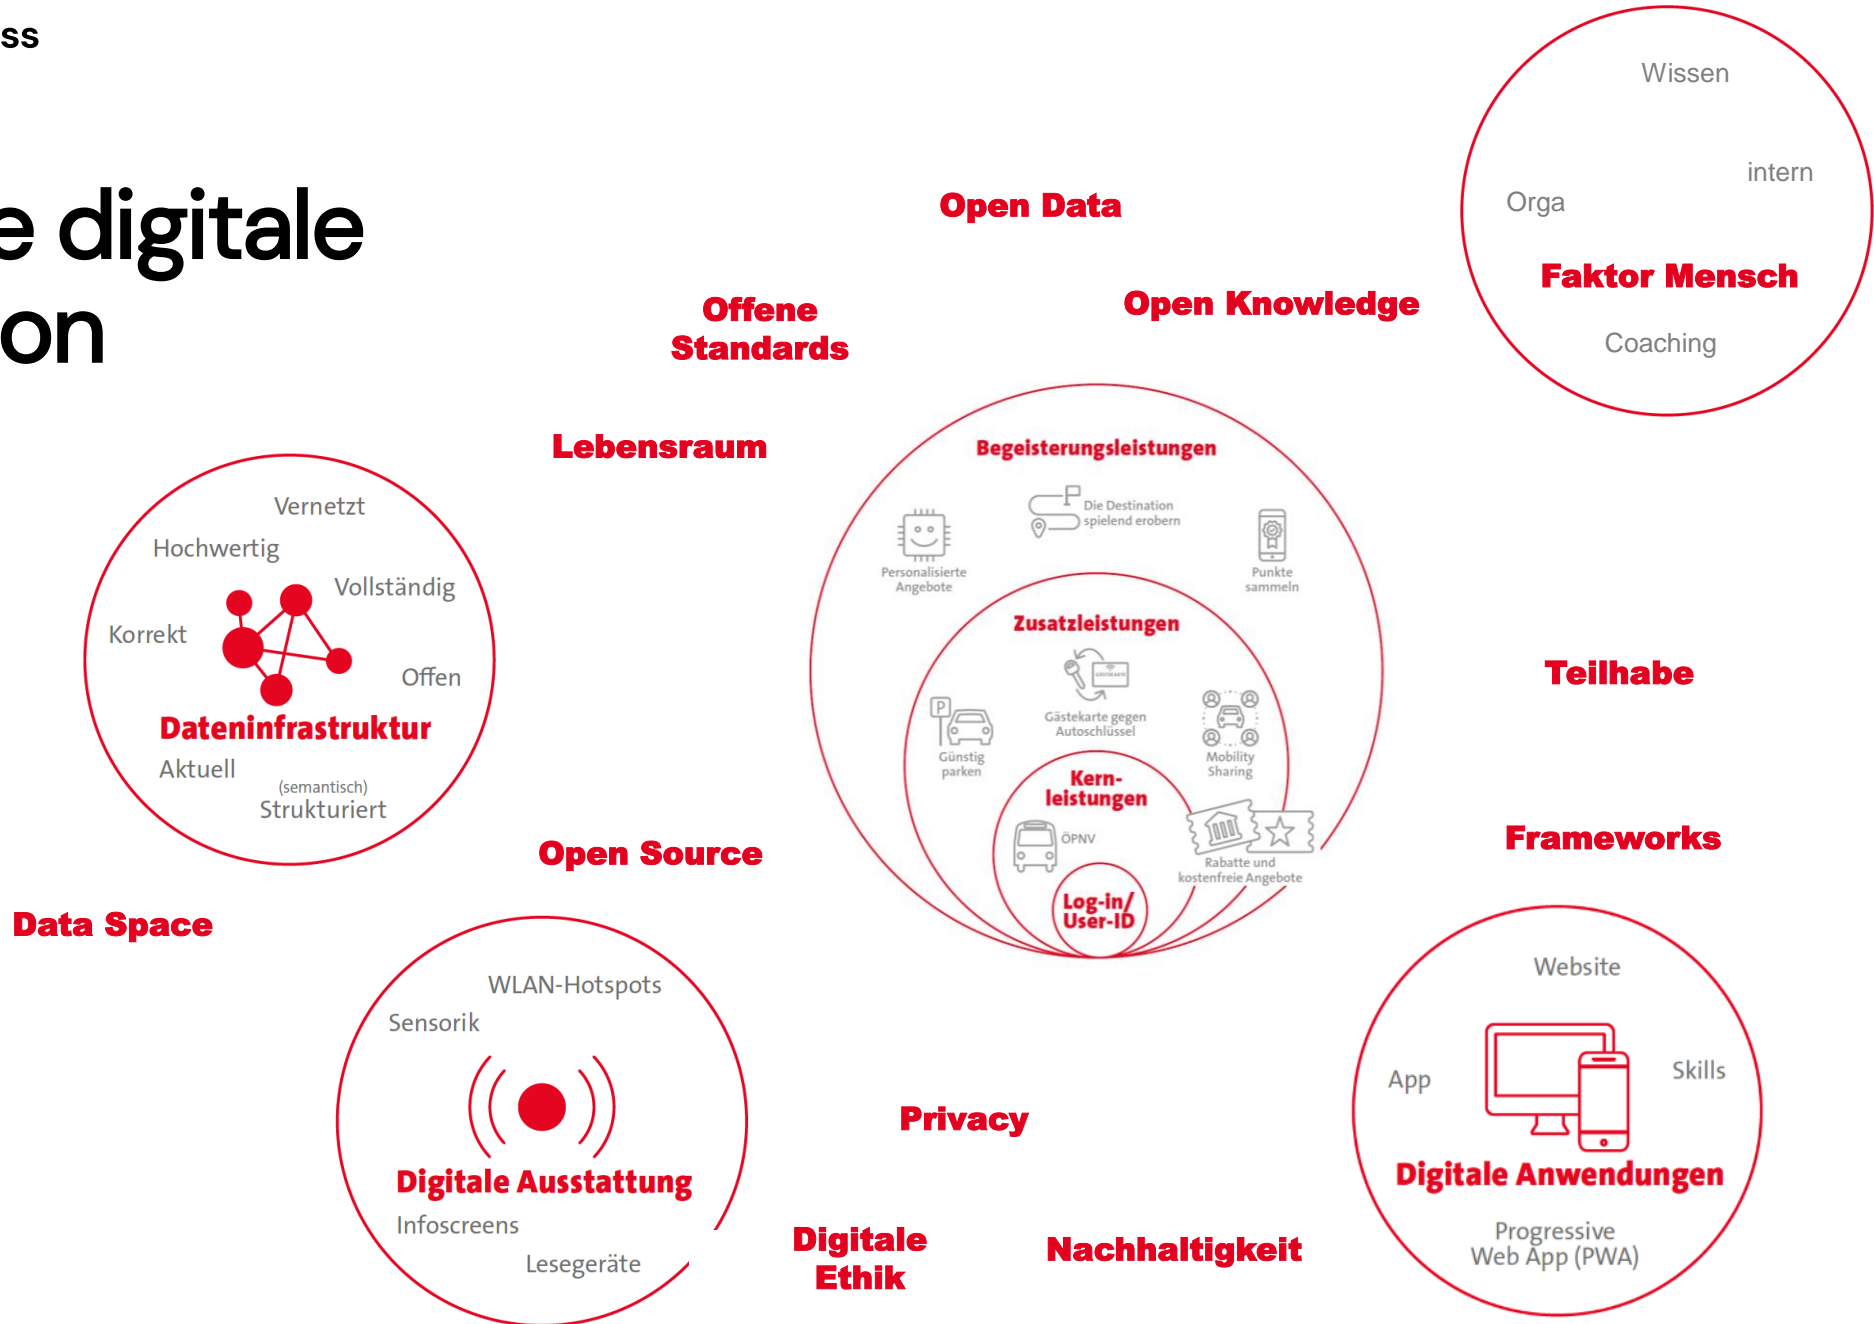 ss
e digitale
on
Open Data
Offene
Standards
Open Knowledge
Lebensraum
Wissen
intern
Orga
Faktor Mensch
Coaching
Vernetzt
Hochwertig
Vollständig
Korrekt
Offen
Dateninfrastruktur
Aktuell
(semantisch)
Strukturiert
Begeisterungsleistungen
Die Destination
spielend erobern
Personalisierte
Angebote
Punkte
sammeln
Zusatzleistungen
GÄSTEKARTE
Gästekarte gegen
Autoschlüssel
P
Günstig
parken
Mobility
Sharing
Kern-
leistungen
ÖPNV
Rabatte und
kostenfreie Angebote
Log-in/
User-ID
Teilhabe
Frameworks
Open Source
Data Space
WLAN-Hotspots
Sensorik
Digitale Ausstattung
Infoscreens
Lesegeräte
Privacy
Digitale
Ethik
Nachhaltigkeit
Website
App
Skills
Digitale Anwendungen
Progressive
Web App (PWA)